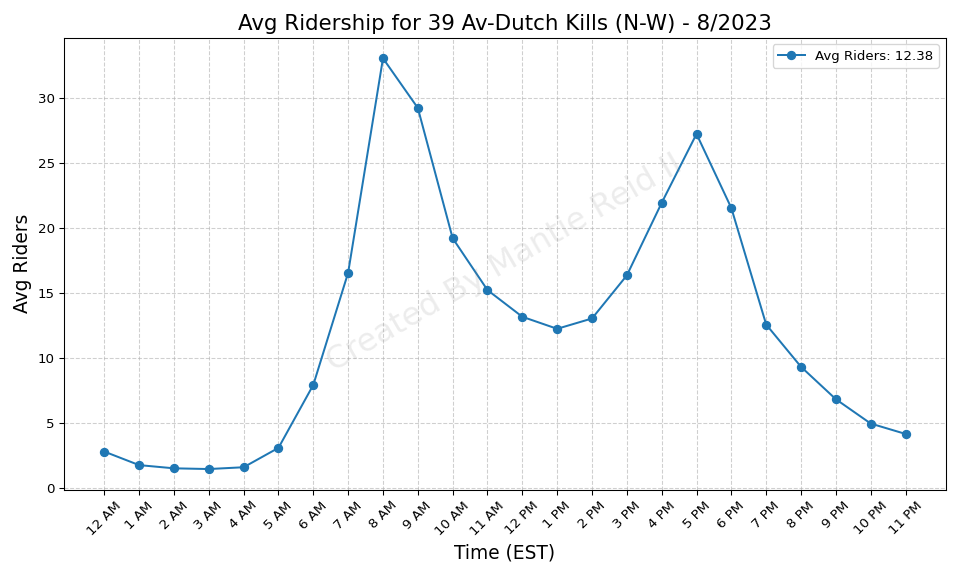 Avg Ridership for 39 Av-Dutch Kills (N-W) - 8/2023
Avg Riders: 12.38
Avg Riders
30
25
20
15
10
5
0
Created By Mantle Reid II
12 AM
1 AM
2 AM
3 AM
4 AM
5 AM
6 AM
7 AM
8 AM
9 AM
10 AM
11 AM
12 PM
1 PM
2 PM
3 PM
4 PM
5 PM
6 PM
7 PM
8 PM
9 PM
10 PM
11 PM
Time (EST)